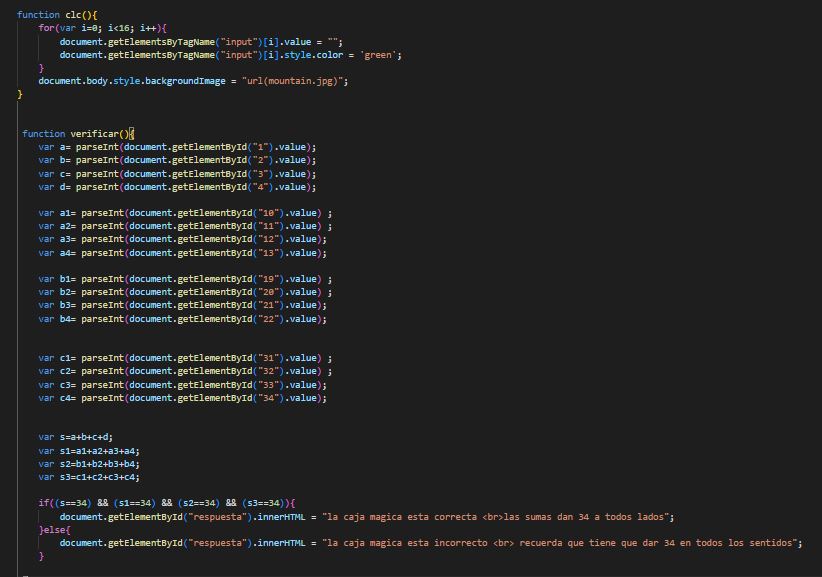 function clc(){
for(var i=0; i<16; i++){
document.getElementsByTagName("input")[i].value = "";
document.getElementsByTagName("input")[i].style.color = 'green';
}
document.body.style.backgroundImage = "url(mountain.jpg)";
}
function verificar(){
var a= parseInt(document.getElementById("1").value);
var b= parseInt(document.getElementById("2").value);
var c= parseInt(document.getElementById("3").value);
var d= parseInt(document.getElementById("4").value);
var a1= parseInt(document.getElementById("10").value) ;
var a2= parseInt(document.getElementById("11").value) ;
var a3= parseInt(document.getElementById("12").value);
var a4= parseInt(document.getElementById("13").value);
var b1= parseInt(document.getElementById("19").value) ;
var b2= parseInt(document.getElementById("20").value) ;
var b3= parseInt(document.getElementById("21").value);
var b4= parseInt(document.getElementById("22").value);
var c1= parseInt(document.getElementById("31").value) ;
var c2= parseInt(document.getElementById("32").value) ;
var c3= parseInt(document.getElementById("33").value);
var c4= parseInt(document.getElementById("34").value);
var s=a+b+c+d;
var s1=a1+a2+a3+a4;
var s2=b1+b2+b3+b4;
var s3=c1+c2+c3+c4;
if((s==34) && (s1==34) && (s2==34) && (s3==34)){
document.getElementById("respuesta").innerHTML = "la caja magica esta correcta <br>las sumas dan 34 a todos lados";
}else{
document.getElementById("respuesta").innerHTML = "la caja magica esta incorrecto <br> recuerda que tiene que dar 34 en todos los sentidos";
}